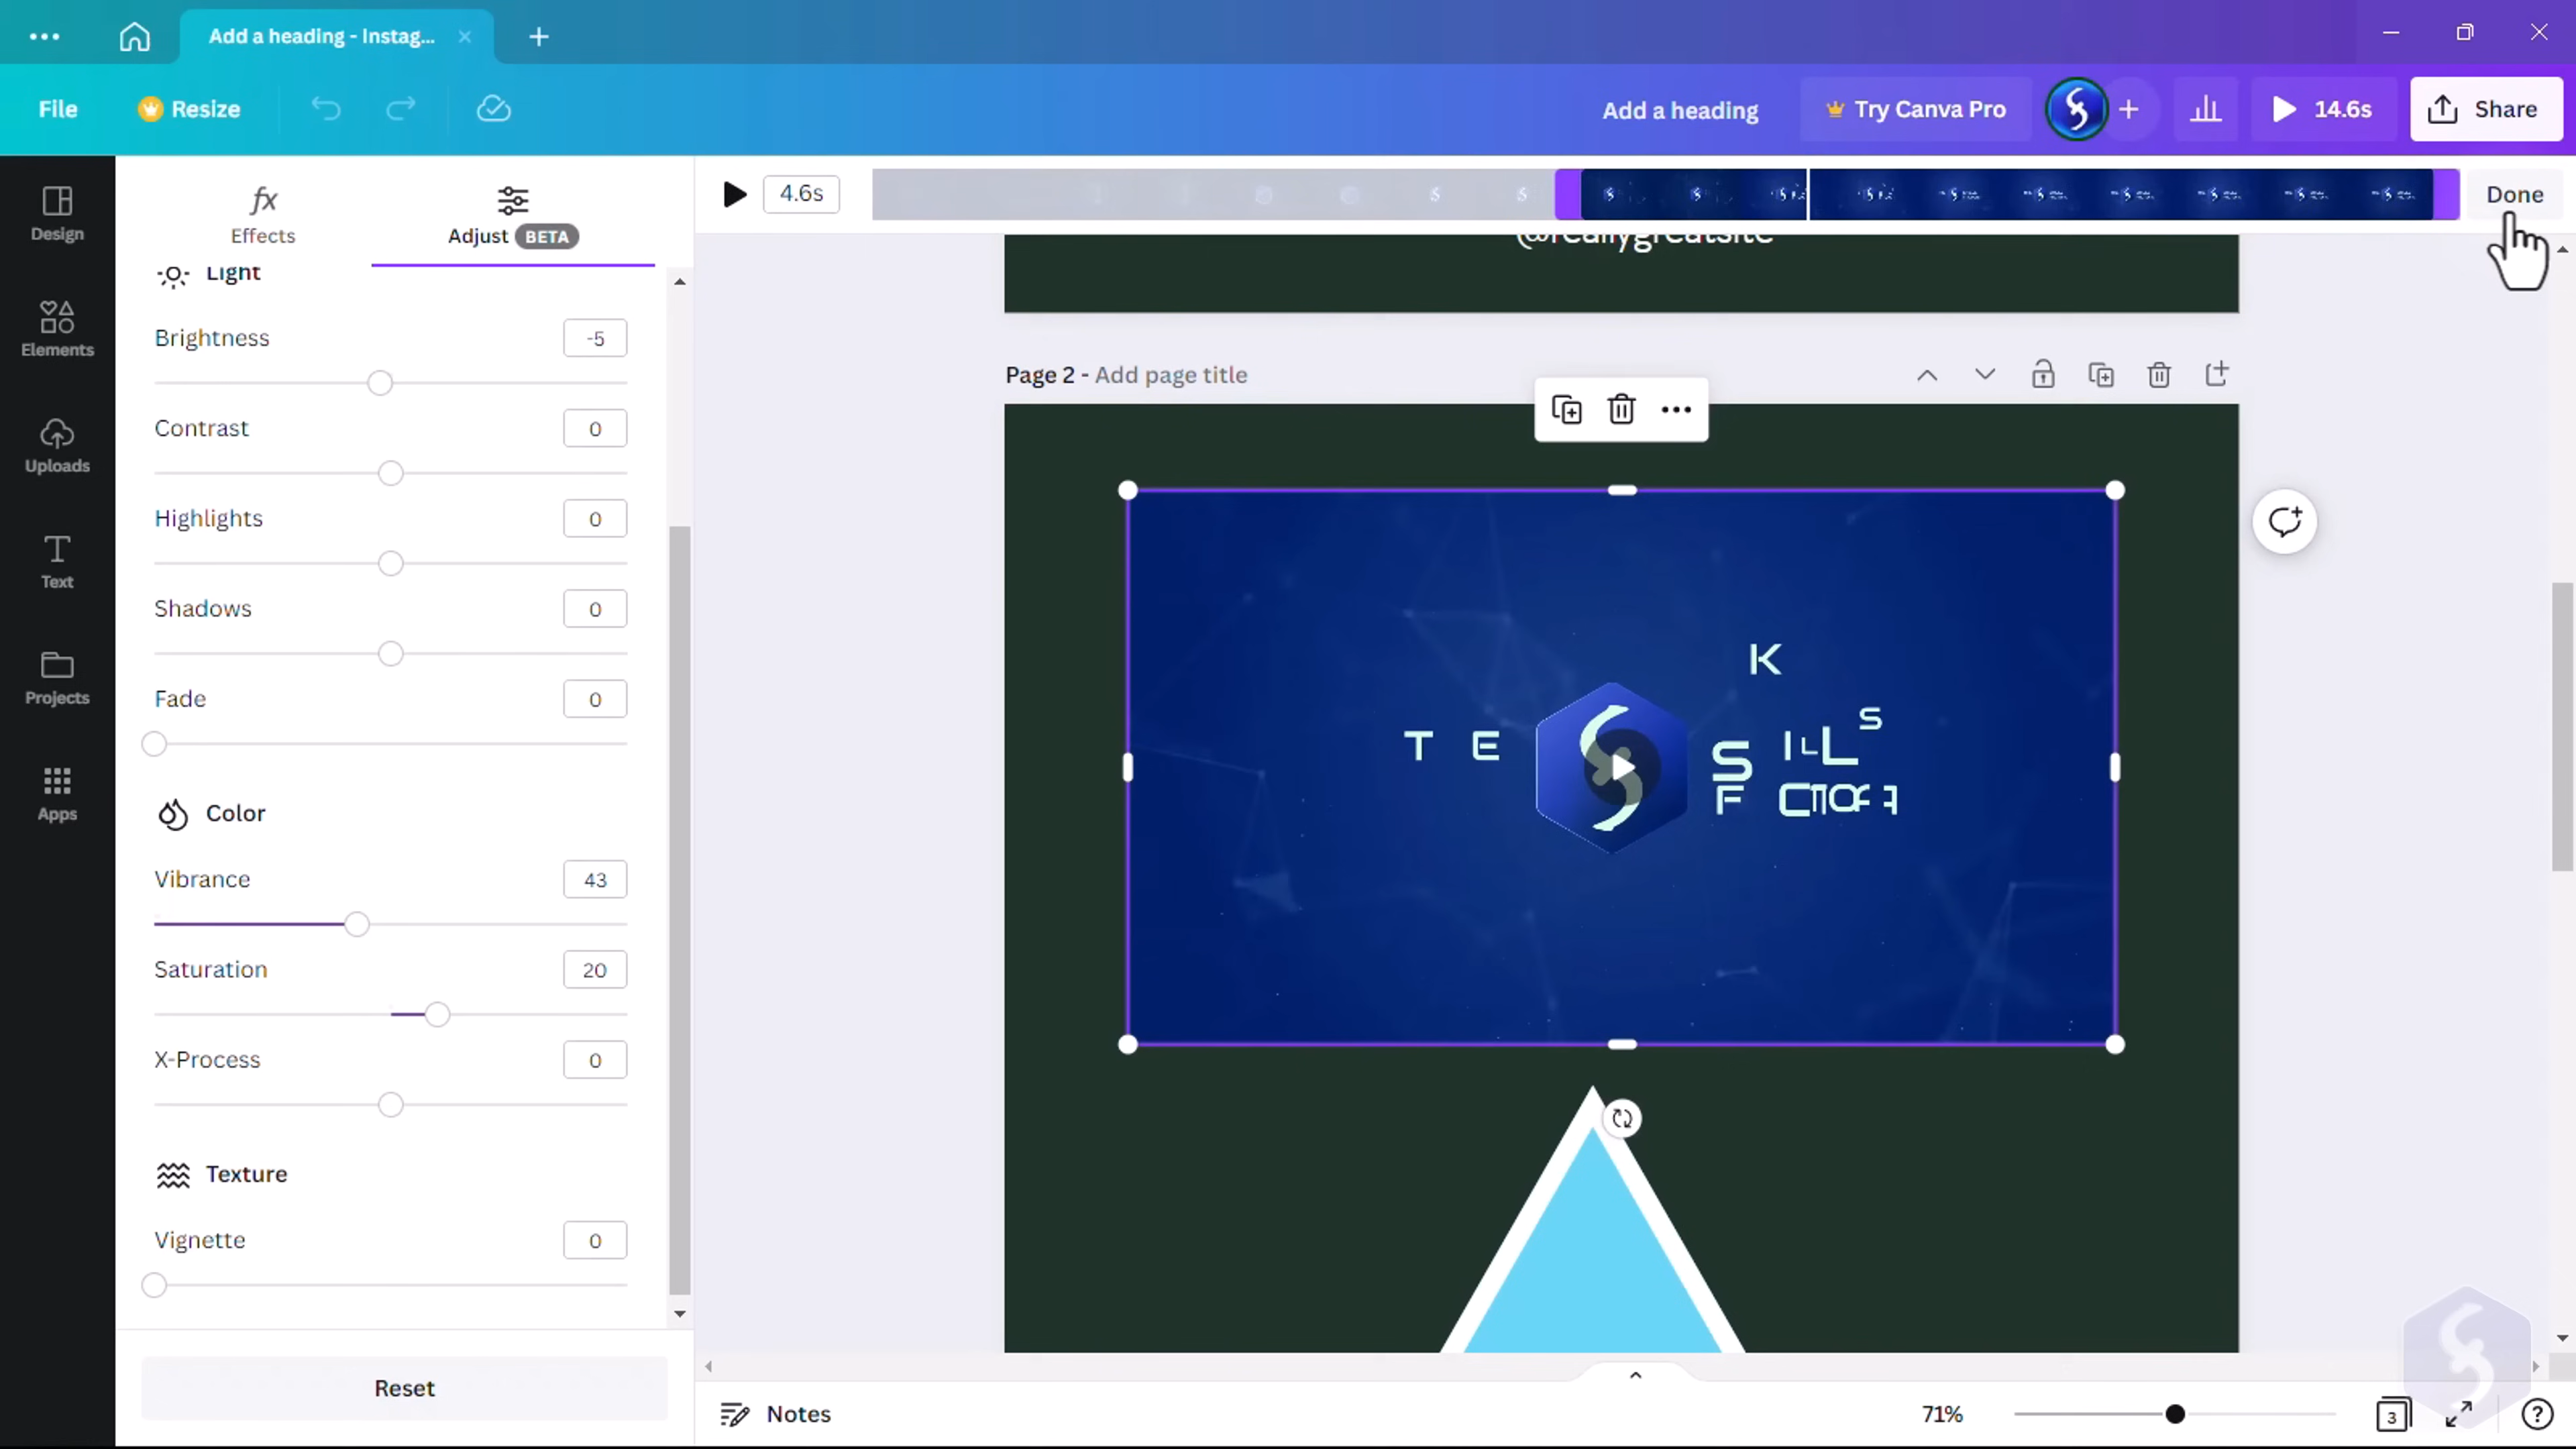 Add a heading - Instag...
File
Resize
Add a heading
Try Canva Pro
14.6s
Share
Design
Elements
Uploads
Text
Projects
Apps
fx
Effects
Adjust BETA
4.6s
Done
Light
Brightness -5
Contrast 0
Highlights 0
Shadows 0
Fade 0
Color
Vibrance 43
Saturation 20
X-Process 0
Texture
Vignette 0
Reset
@reallygreatsite
Page 2 - Add page title
K
T E
S I L L S
F
Notes
71%
3